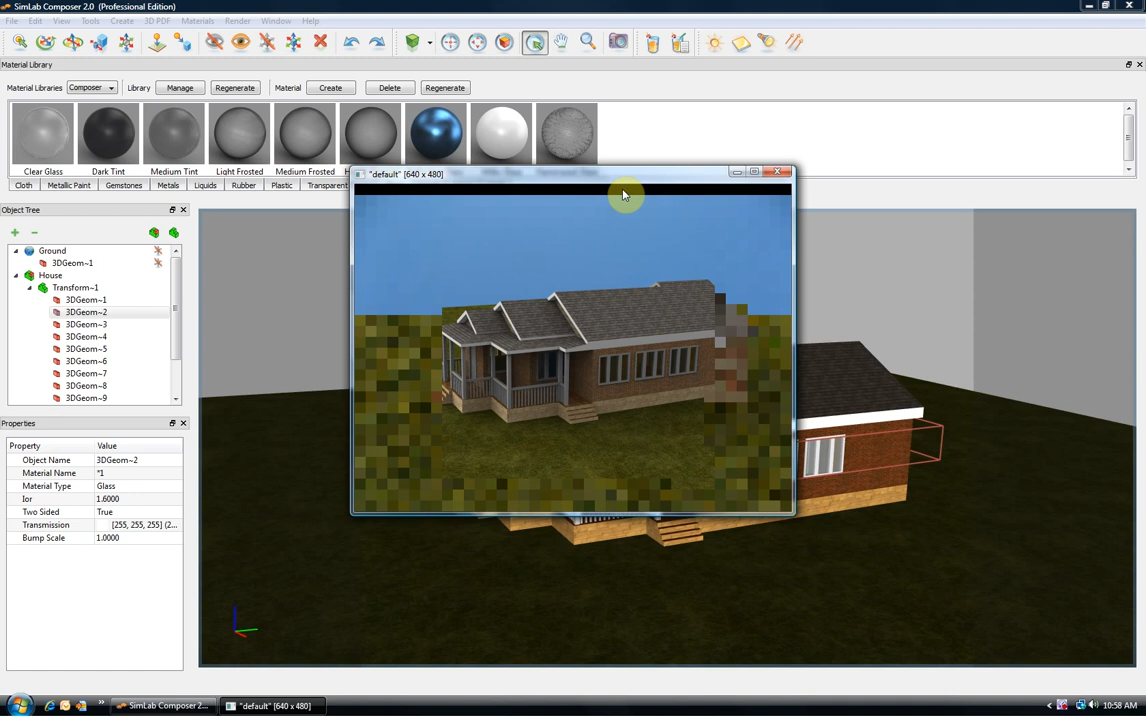 SimLab Composer 2.0 (Professional Edition)
File Edit View Tools Create 3D PDF Materials Render Window Help
Material Library
Material Libraries Composer Library Manage Regenerate Material Create Delete Regenerate
Clear Glass Dark Tint Medium Tint Light Frosted Medium Frosted
Cloth Metallic Paint Gemstones Metals Liquids Rubber Plastic Transparent
"default" [640 x 480]
Object Tree
Ground
3DGeom~1
House
Transform~1
3DGeom~1
3DGeom~2
3DGeom~3
3DGeom~4
3DGeom~5
3DGeom~6
3DGeom~7
3DGeom~8
3DGeom~9
Properties
Property Value
Object Name 3DGeom~2
Material Name *1
Material Type Glass
Ior 1.6000
Two Sided True
Transmission [255, 255, 255] (2...
Bump Scale 1.0000
SimLab Composer 2... "default" [640 x 480] 10:58 AM